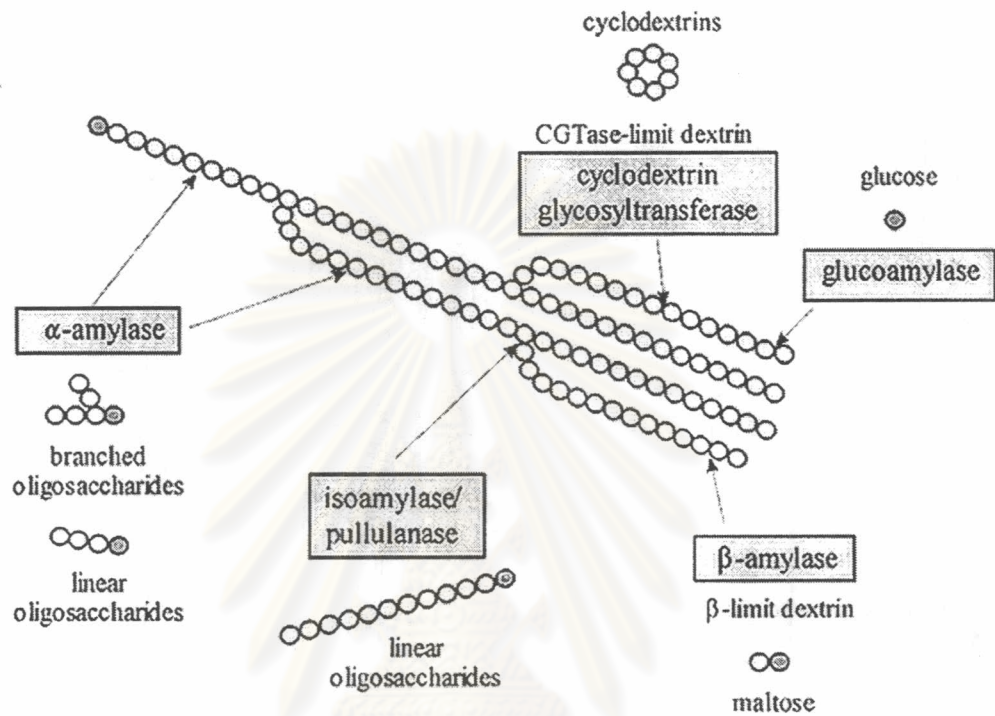 cyclodextrins
CGTase-limit dextrin
cyclodextrin
glycosyltransferase
glucose
glucoamylase
α-amylase
branched
oligosaccharides
linear
oligosaccharides
isoamylase/
pullulanase
linear
oligosaccharides
β-amylase
β-limit dextrin
maltose